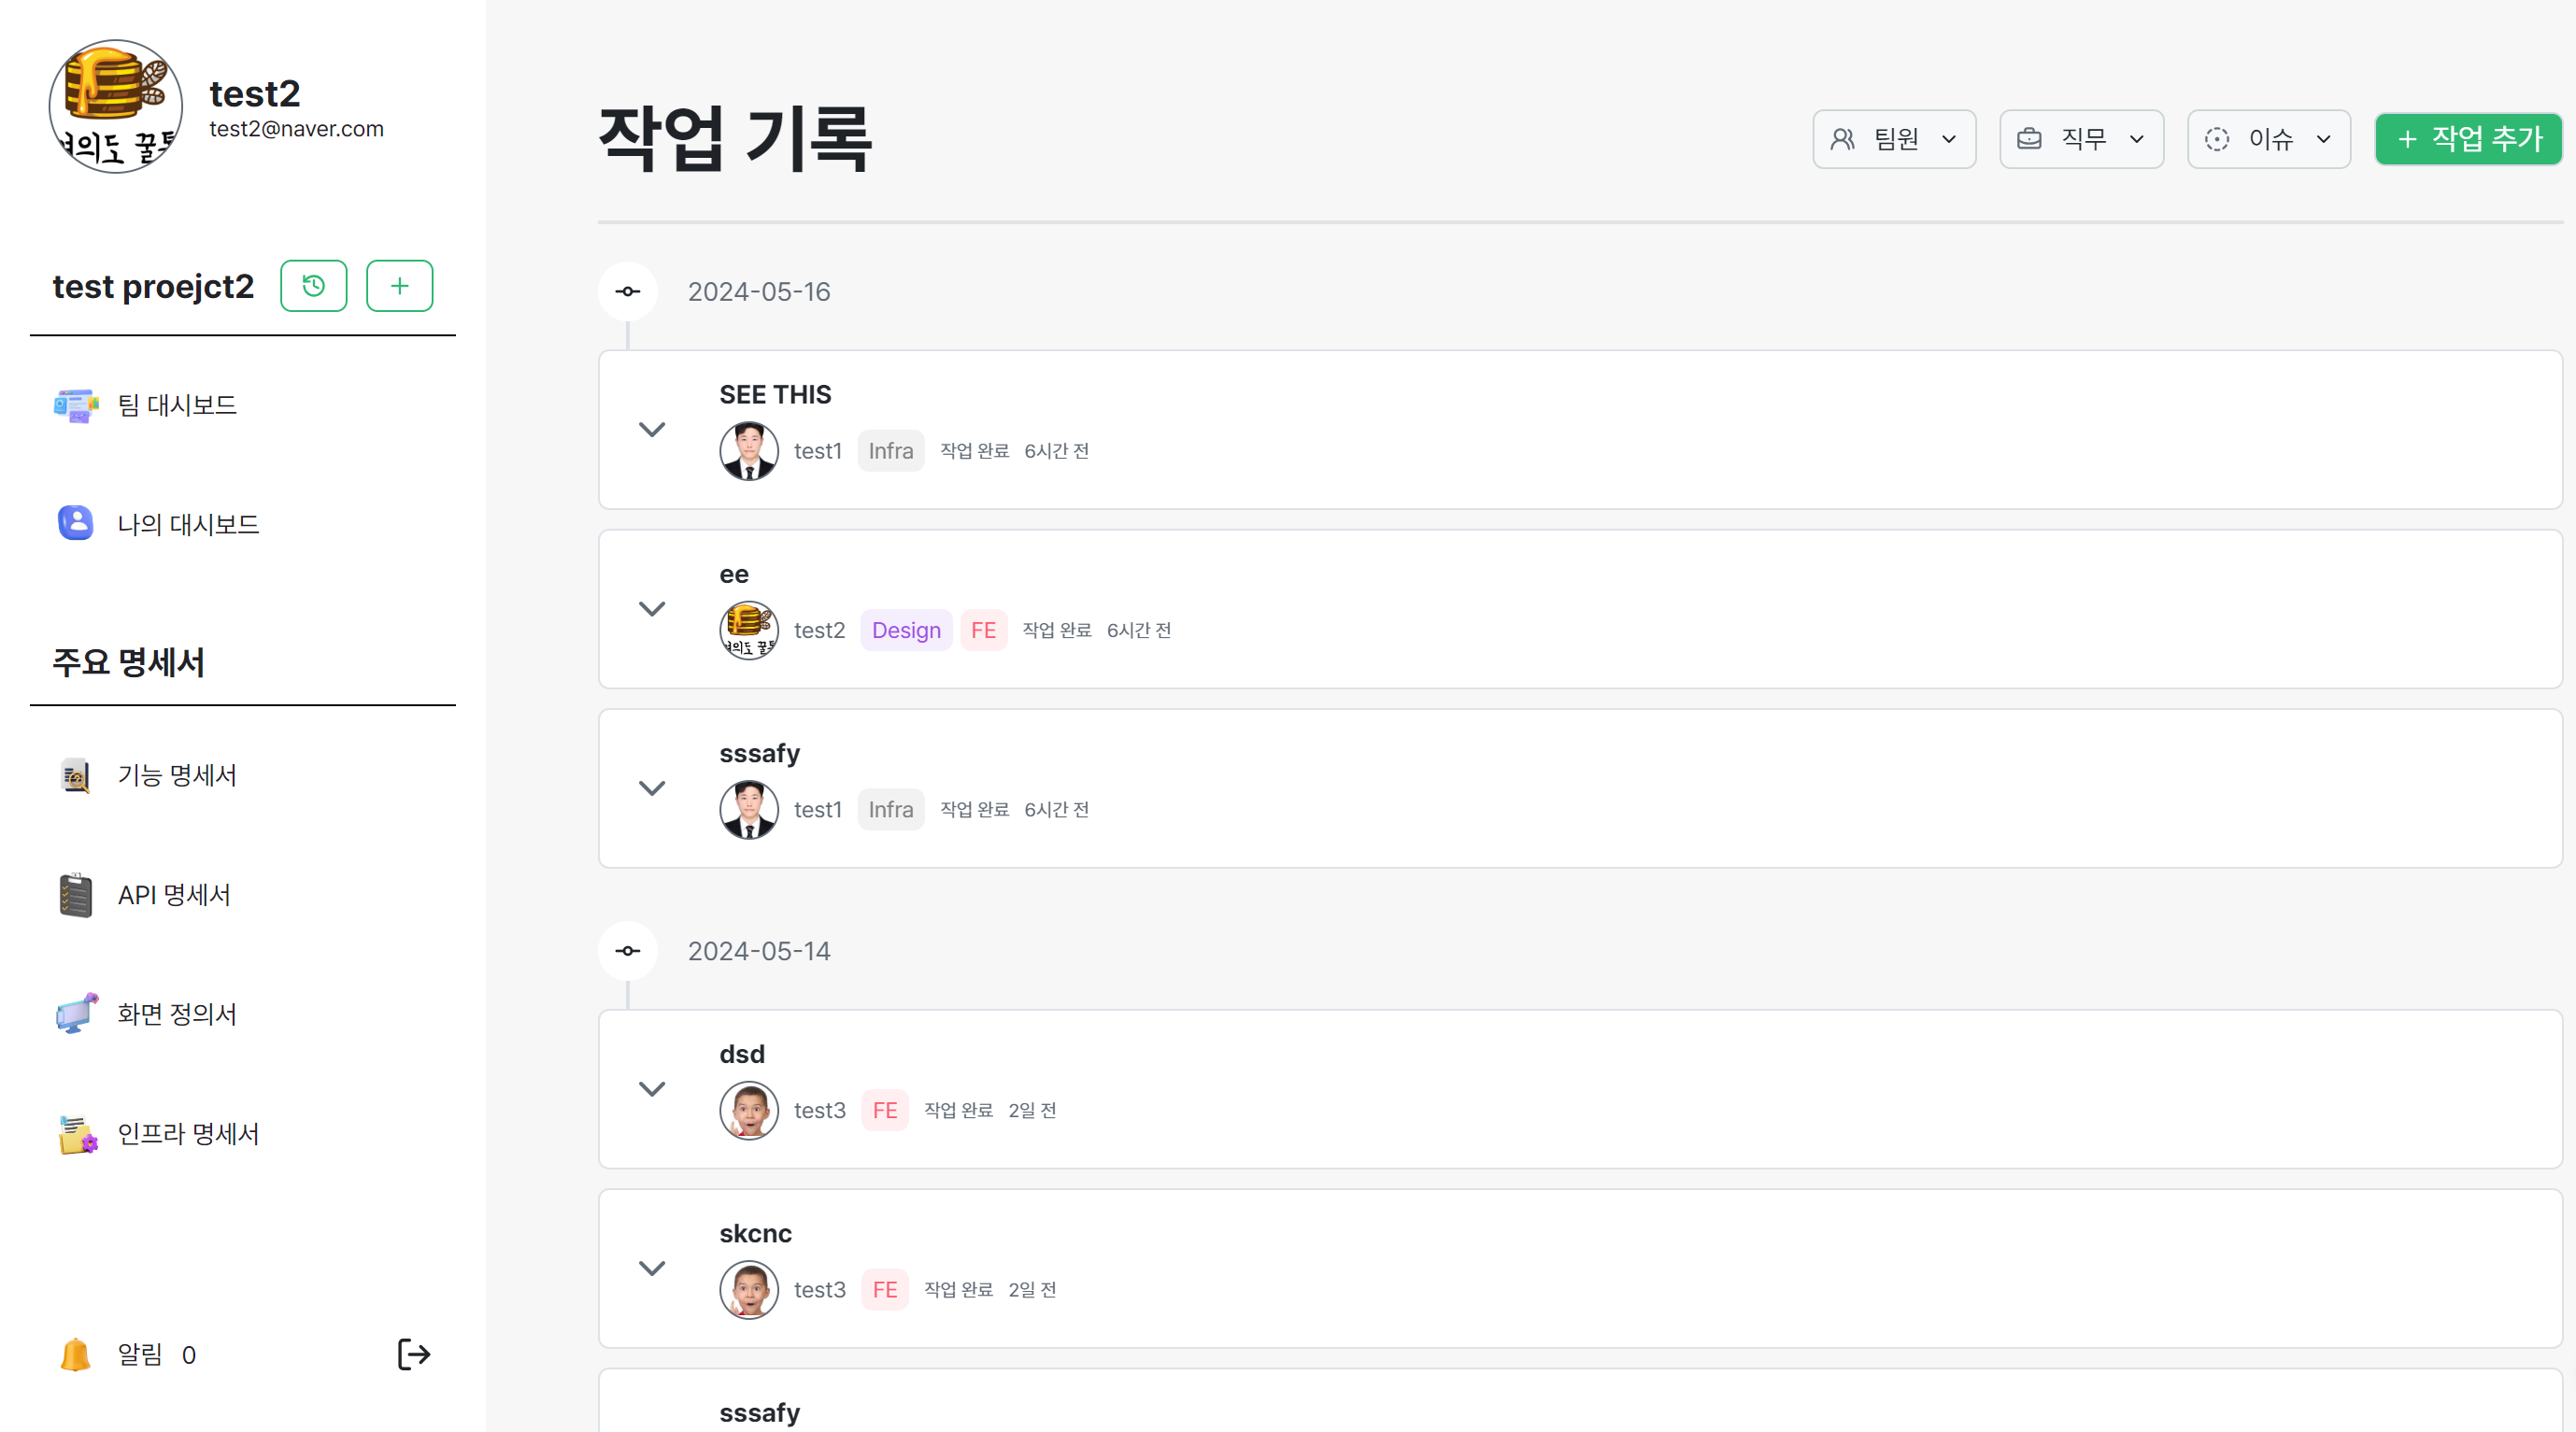 test2
test2@naver.com
test proejct2
팀 대시보드
나의 대시보드
주요 명세서
기능 명세서
API 명세서
화면 정의서
인프라 명세서
알림 0
작업 기록
팀원
직무
이슈
+ 작업 추가
2024-05-16
SEE THIS
test1 Infra 작업 완료 6시간 전
ee
test2 Design FE 작업 완료 6시간 전
sssafy
test1 Infra 작업 완료 6시간 전
2024-05-14
dsd
test3 FE 작업 완료 2일 전
skcnc
test3 FE 작업 완료 2일 전
sssafy